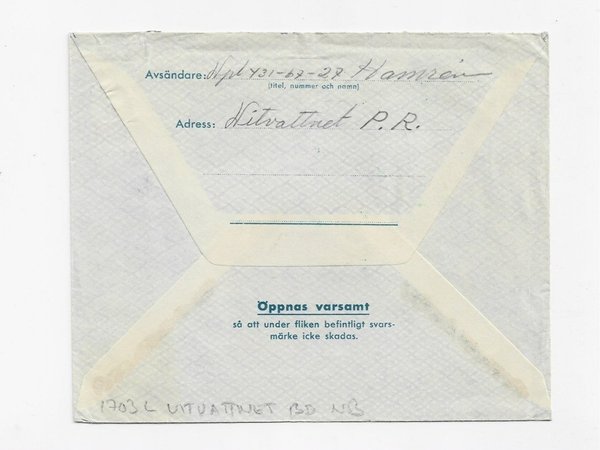 Avsändare: Vpl 431-67-27 Hamrén
(titel, nummer och namn)
Adress: Vitvattnet P. R.
Öppnas varsamt
så att under fliken befintligt svars-
märke icke skadas.
1703 L VITVATTNET BD NB